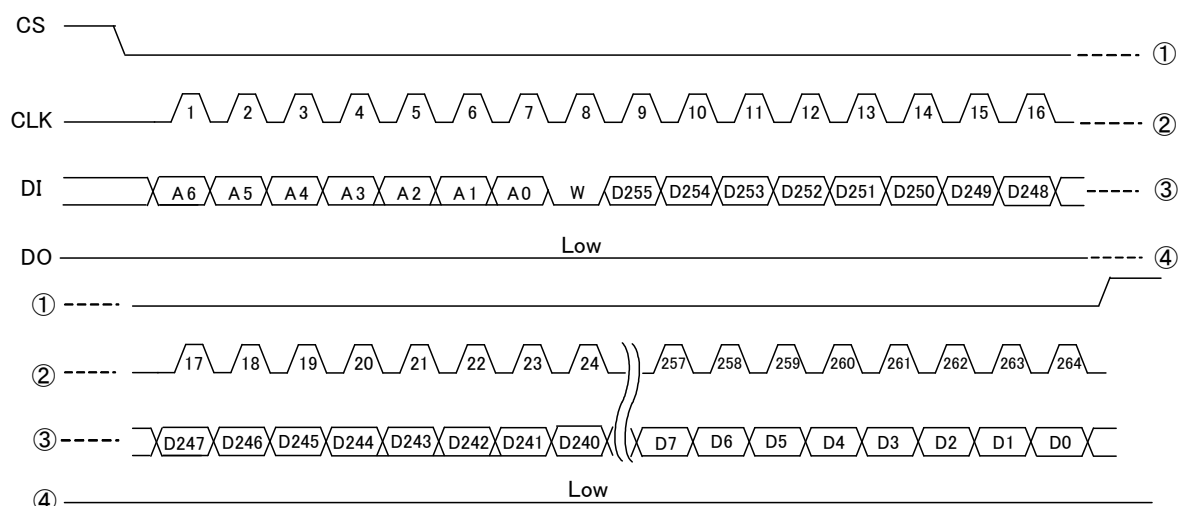 CS ①
CLK 1 2 3 4 5 6 7 8 9 10 11 12 13 14 15 16 ②
DI A6 A5 A4 A3 A2 A1 A0 W D255 D254 D253 D252 D251 D250 D249 D248 ③
Low
DO ④
①
② 17 18 19 20 21 22 23 24 257 258 259 260 261 262 263 264
③ D247 D246 D245 D244 D243 D242 D241 D240 D7 D6 D5 D4 D3 D2 D1 D0
Low
④